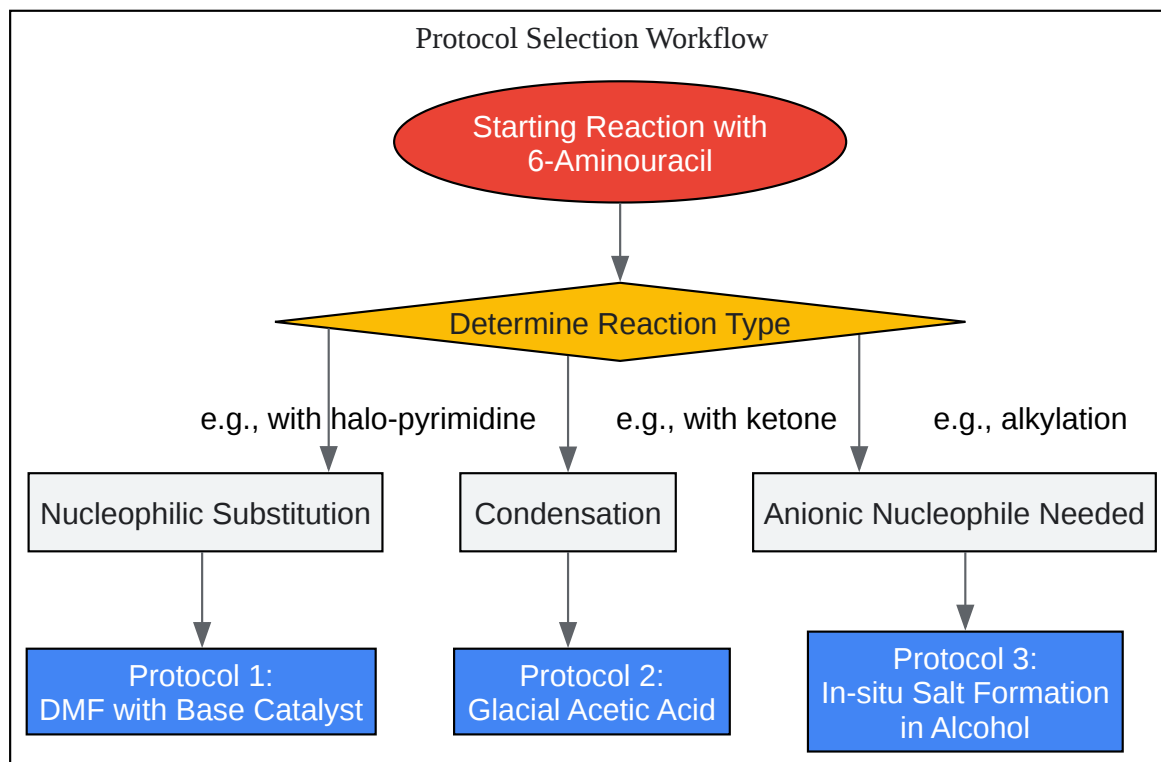 Protocol Selection Workflow
Starting Reaction with
6-Aminouracil
Determine Reaction Type
e.g., with halo-pyrimidine
e.g., with ketone
e.g., alkylation
Nucleophilic Substitution
Condensation
Anionic Nucleophile Needed
Protocol 1:
DMF with Base Catalyst
Protocol 2:
Glacial Acetic Acid
Protocol 3:
In-situ Salt Formation
in Alcohol